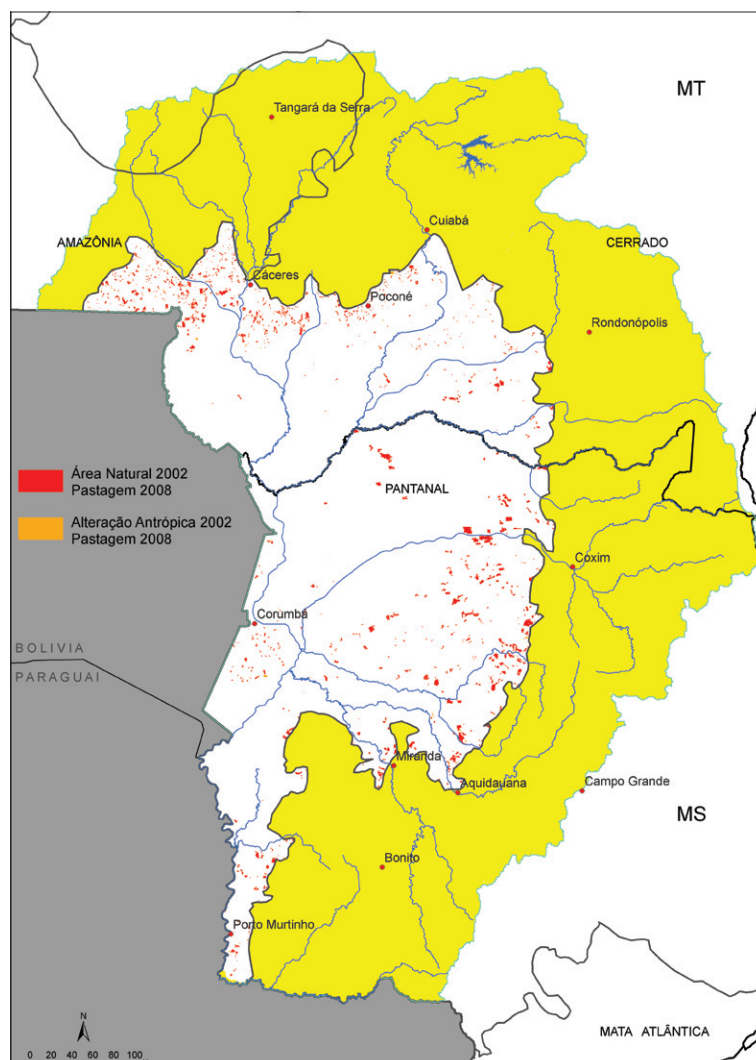 MT
Tangará da Serra
Cuiabá
AMAZÔNIA
CERRADO
Cáceres
Poconé
Rondonópolis
Área Natural 2002
Pastagem 2008
PANTANAL
Alteração Antrópica 2002
Pastagem 2008
Coxim
Corumbá
BOLIVIA
PARAGUAI
Miranda
Aquidauana
Campo Grande
MS
Bonito
Porto Murtinho
N
0 20 40 60 80 100
MATA ATLÂNTICA